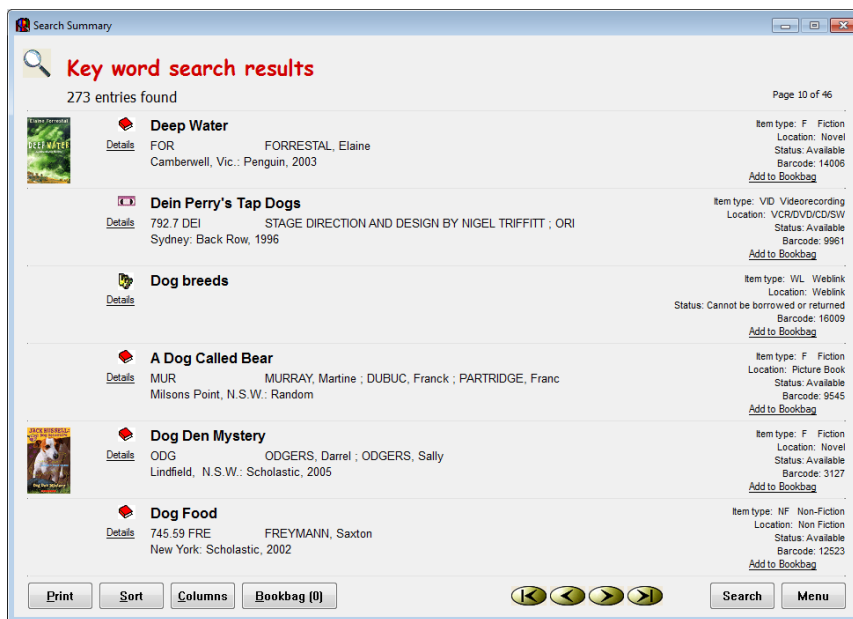 Search Summary
Key word search results
273 entries found
Page 10 of 46
Elaine Forrestal
DEEP WATER
Details
Deep Water
FOR FORRESTAL, Elaine
Camberwell, Vic.: Penguin, 2003
Item type: F Fiction
Location: Novel
Status: Available
Barcode: 14006
Add to Bookbag
Details
Dein Perry's Tap Dogs
792.7 DEI STAGE DIRECTION AND DESIGN BY NIGEL TRIFFITT ; ORI
Sydney: Back Row, 1996
Item type: VID Videorecording
Location: VCR/DVD/CD/SW
Status: Available
Barcode: 9961
Add to Bookbag
Details
Dog breeds
Item type: WL Weblink
Location: Weblink
Status: Cannot be borrowed or returned
Barcode: 16009
Add to Bookbag
Details
A Dog Called Bear
MUR MURRAY, Martine ; DUBUC, Franck ; PARTRIDGE, Franc
Milsons Point, N.S.W.: Random
Item type: F Fiction
Location: Picture Book
Status: Available
Barcode: 9545
Add to Bookbag
JACK RUSSELL:
Dog Den Mystery
Details
Dog Den Mystery
ODG ODGERS, Darrel ; ODGERS, Sally
Lindfield, N.S.W.: Scholastic, 2005
Item type: F Fiction
Location: Novel
Status: Available
Barcode: 3127
Add to Bookbag
Details
Dog Food
745.59 FRE FREYMANN, Saxton
New York: Scholastic, 2002
Item type: NF Non-Fiction
Location: Non Fiction
Status: Available
Barcode: 12523
Add to Bookbag
Print Sort Columns Bookbag (0) Search Menu